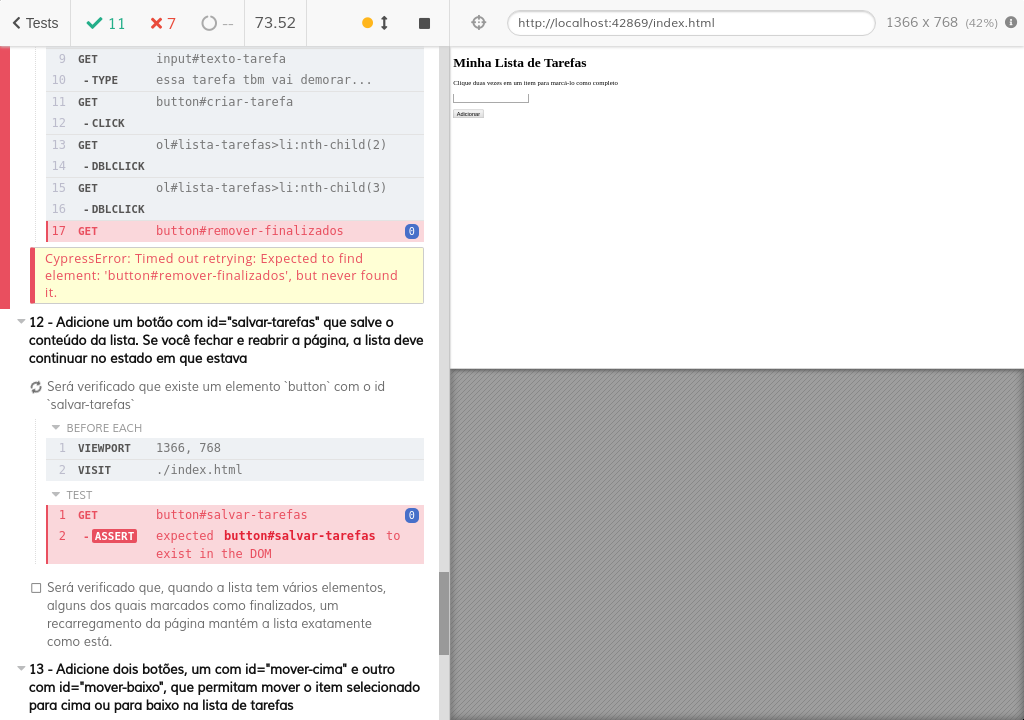 Tests 11 7 -- 73.52 http://localhost:42869/index.html 1366 x 768 (42%)
9 GET input#texto-tarefa
10 - TYPE essa tarefa tbm vai demorar...
11 GET button#criar-tarefa
12 - CLICK
13 GET ol#lista-tarefas>li:nth-child(2)
14 - DBLCLICK
15 GET ol#lista-tarefas>li:nth-child(3)
16 - DBLCLICK
17 GET button#remover-finalizados 0
CypressError: Timed out retrying: Expected to find
element: 'button#remover-finalizados', but never found
it.
12 - Adicione um botão com id="salvar-tarefas" que salve o
conteúdo da lista. Se você fechar e reabrir a página, a lista deve
continuar no estado em que estava
Será verificado que existe um elemento `button` com o id
`salvar-tarefas`
BEFORE EACH
1 VIEWPORT 1366, 768
2 VISIT ./index.html
TEST
1 GET button#salvar-tarefas 0
2 - ASSERT expected button#salvar-tarefas to
exist in the DOM
Será verificado que, quando a lista tem vários elementos,
alguns dos quais marcados como finalizados, um
recarregamento da página mantém a lista exatamente
como está.
13 - Adicione dois botões, um com id="mover-cima" e outro
com id="mover-baixo", que permitam mover o item selecionado
para cima ou para baixo na lista de tarefas
Minha Lista de Tarefas
Clique duas vezes em um item para marcá-lo como completo
Adicionar